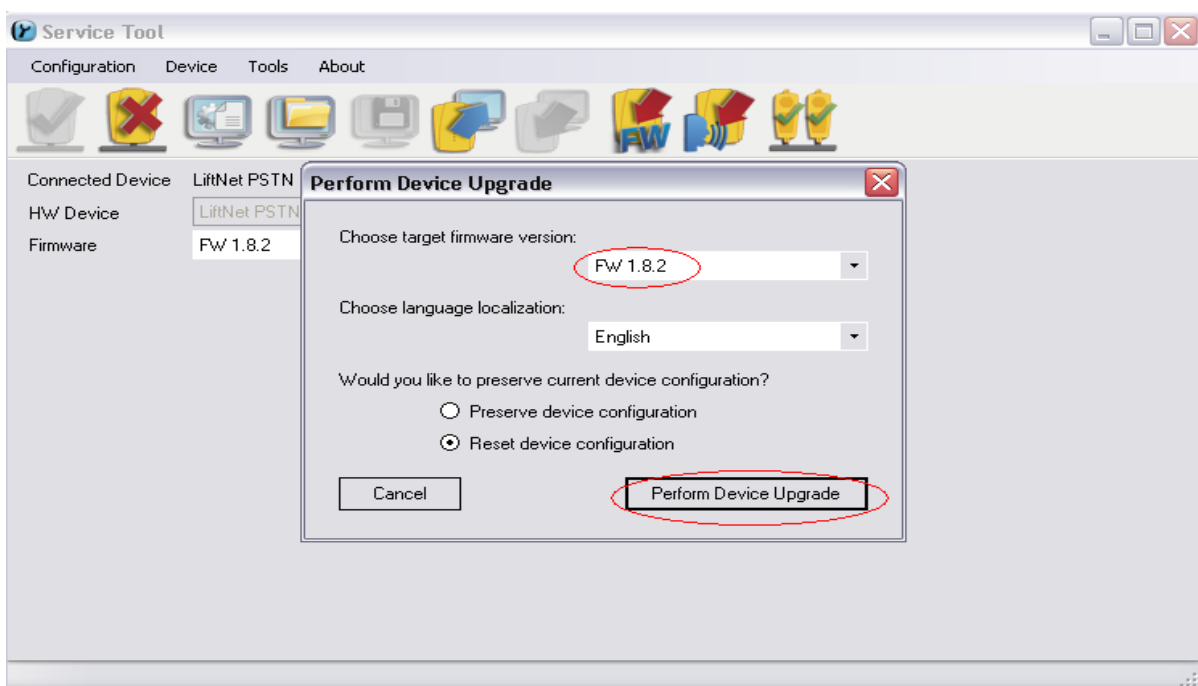 Service Tool
Configuration Device Tools About
FW
Connected Device LiftNet PSTN
HW Device LiftNet PSTN
Firmware FW 1.8.2
Perform Device Upgrade
Choose target firmware version:
FW 1.8.2
Choose language localization:
English
Would you like to preserve current device configuration?
Preserve device configuration
Reset device configuration
Cancel Perform Device Upgrade